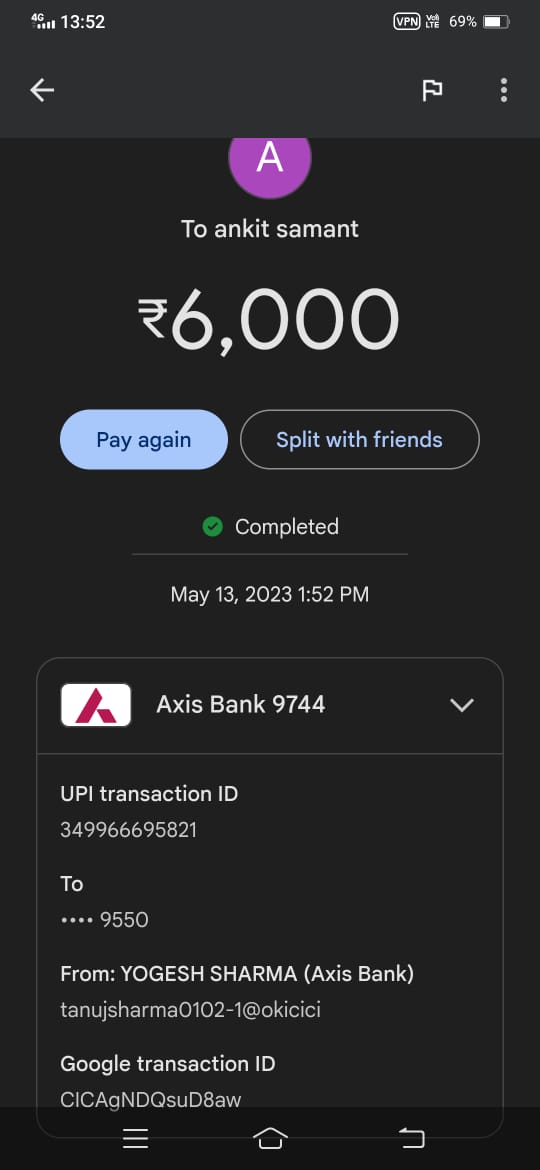 4G 13:52 VPN VoI LTE 69%
A
To ankit samant
₹6,000
Pay again Split with friends
Completed
May 13, 2023 1:52 PM
Axis Bank 9744
UPI transaction ID
349966695821
To
•••• 9550
From: YOGESH SHARMA (Axis Bank)
tanujsharma0102-1@okicici
Google transaction ID
CICAgNDQsuD8aw